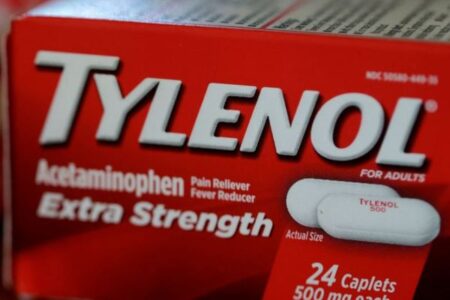 NDC 50580-449-35
TYLENOL®
FOR ADULTS
Acetaminophen Pain Reliever
Fever Reducer
Extra Strength
TYLENOL
500
Actual Size
24 Caplets
500 mg each